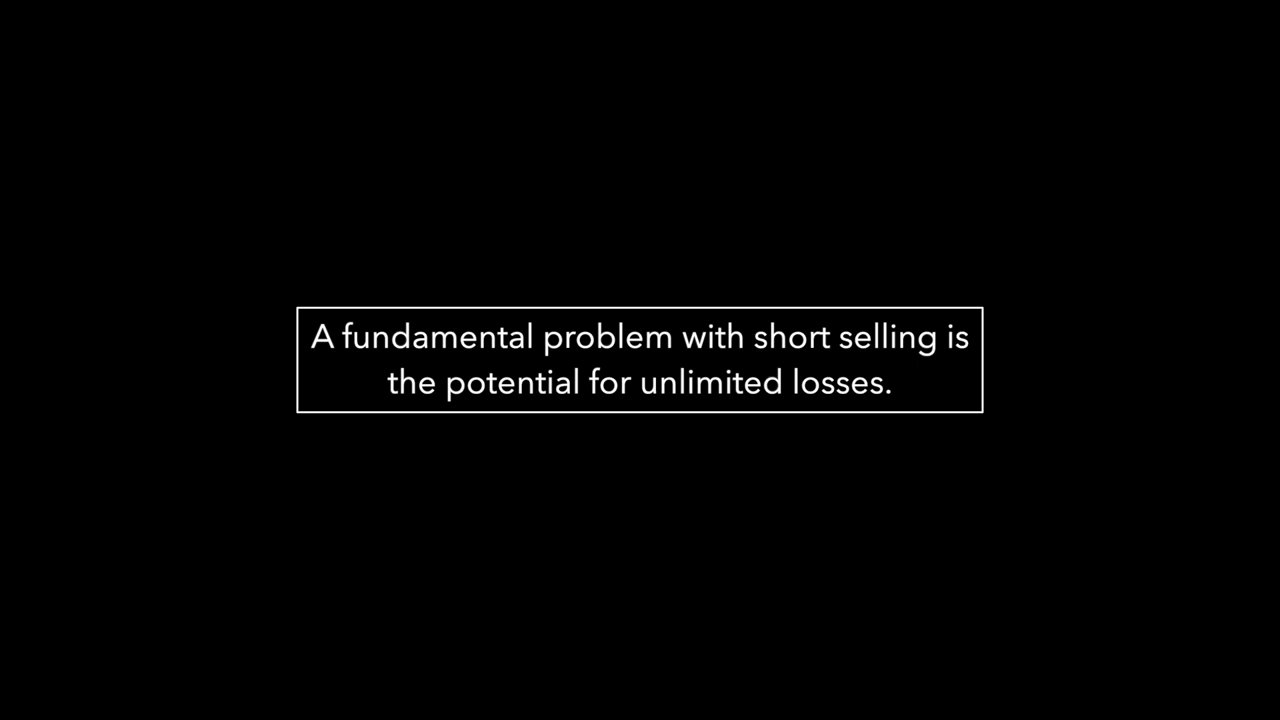 A fundamental problem with short selling is
the potential for unlimited losses.